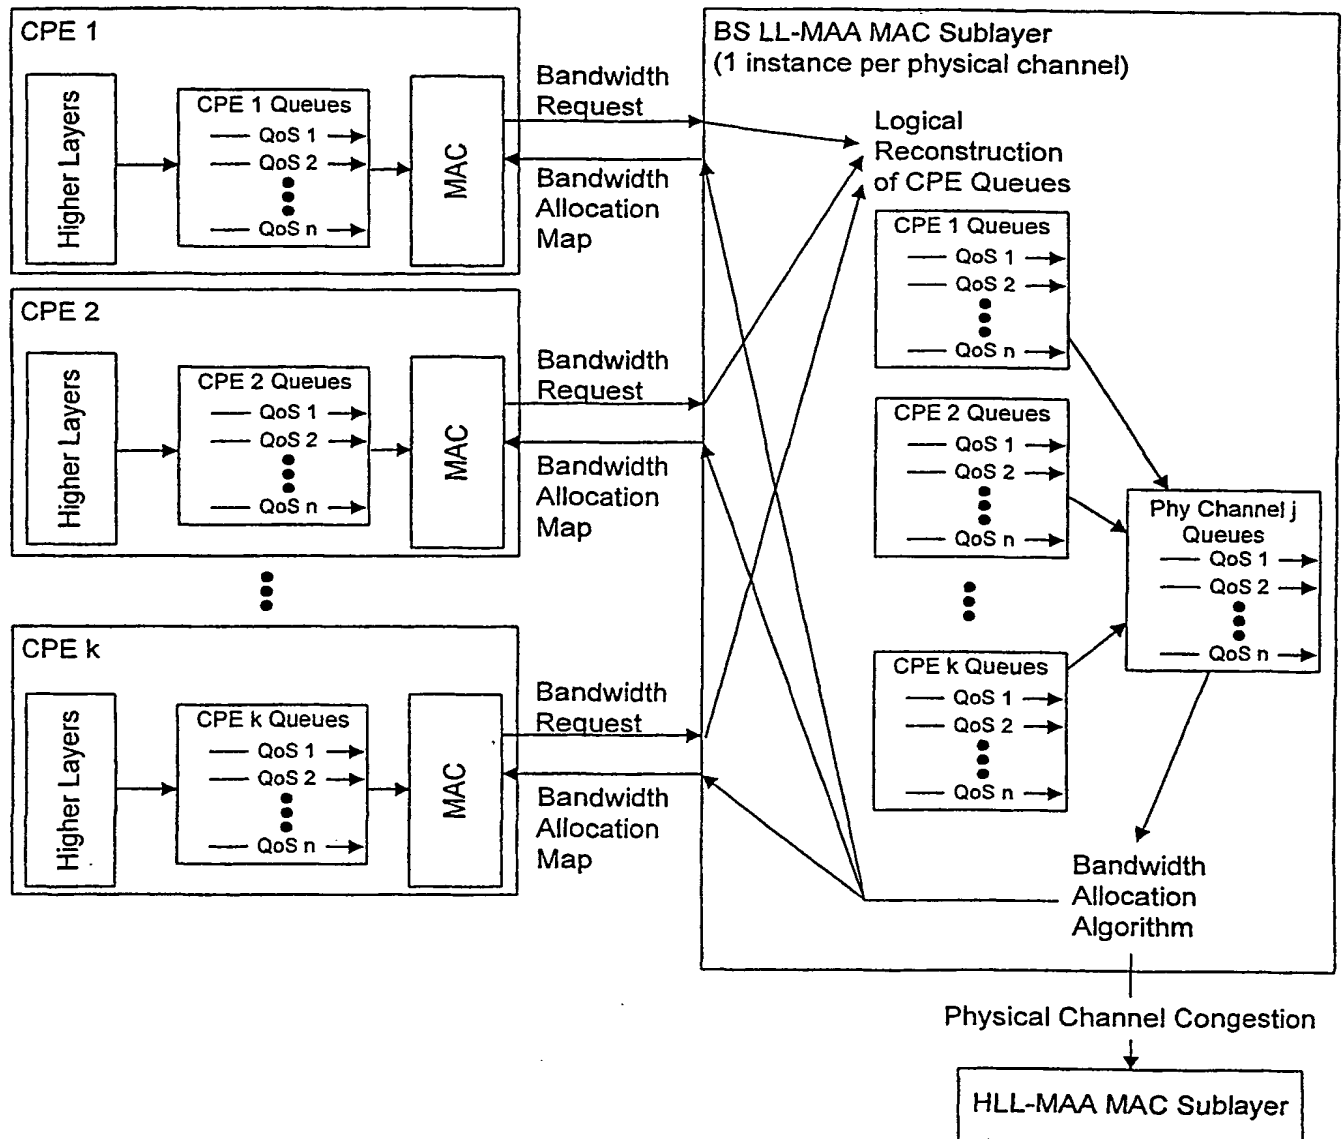 CPE 1
Higher Layers
CPE 1 Queues
QoS 1
QoS 2
QoS n
MAC
Bandwidth
Request
Bandwidth
Allocation
Map
CPE 2
Higher Layers
CPE 2 Queues
QoS 1
QoS 2
QoS n
MAC
Bandwidth
Request
Bandwidth
Allocation
Map
CPE k
Higher Layers
CPE k Queues
QoS 1
QoS 2
QoS n
MAC
Bandwidth
Request
Bandwidth
Allocation
Map
BS LL-MAA MAC Sublayer
(1 instance per physical channel)
Logical
Reconstruction
of CPE Queues
CPE 1 Queues
QoS 1
QoS 2
QoS n
CPE 2 Queues
QoS 1
QoS 2
QoS n
CPE k Queues
QoS 1
QoS 2
QoS n
Phy Channel j
Queues
QoS 1
QoS 2
QoS n
Bandwidth
Allocation
Algorithm
Physical Channel Congestion
HLL-MAA MAC Sublayer